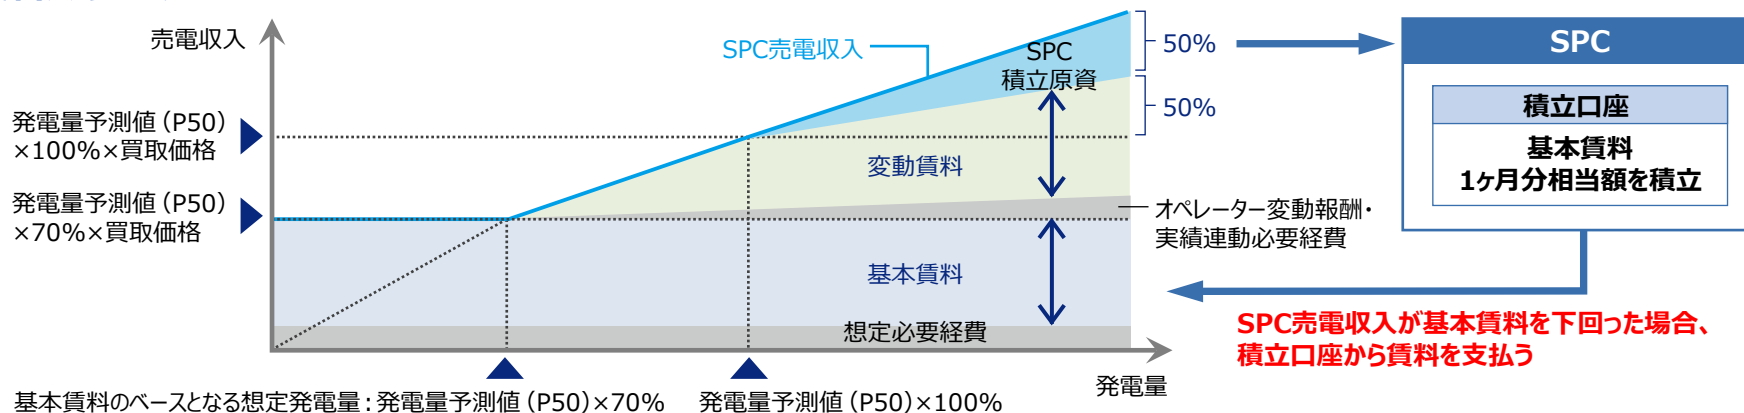 売電収入
SPC売電収入
SPC
積立原資
50%
50%
発電量予測値（P50）
×100%×買取価格
変動賃料
発電量予測値（P50）
×70%×買取価格
オペレーター変動報酬・
実績連動必要経費
基本賃料
想定必要経費
発電量
基本賃料のベースとなる想定発電量：発電量予測値（P50）×70%
発電量予測値（P50）×100%
SPC
積立口座
基本賃料
1ヶ月分相当額を積立
SPC売電収入が基本賃料を下回った場合、
積立口座から賃料を支払う